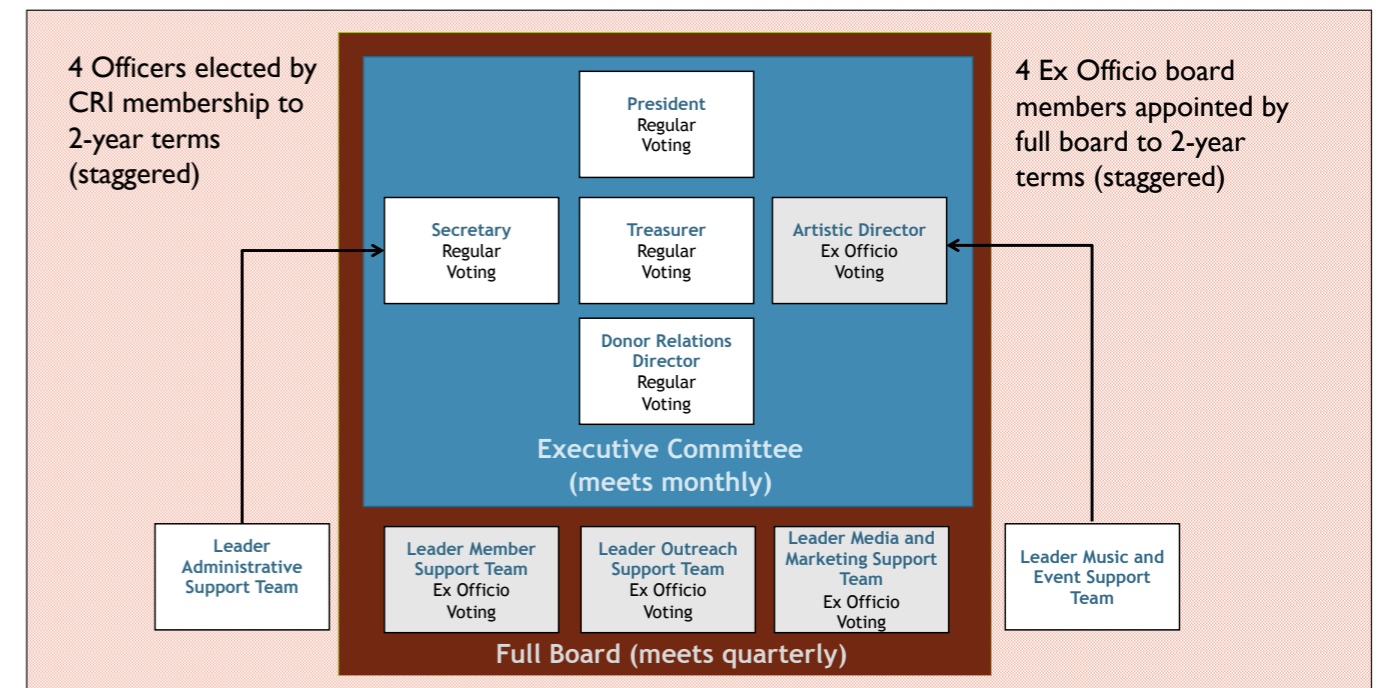 4 Officers elected by
CRI membership to
2-year terms
(staggered)
4 Ex Officio board
members appointed by
full board to 2-year
terms (staggered)
President
Regular
Voting
Secretary
Regular
Voting
Treasurer
Regular
Voting
Artistic Director
Ex Officio
Voting
Donor Relations
Director
Regular
Voting
Executive Committee
(meets monthly)
Leader
Administrative
Support Team
Leader Member
Support Team
Ex Officio
Voting
Leader Outreach
Support Team
Ex Officio
Voting
Leader Media and
Marketing Support
Team
Ex Officio
Voting
Leader Music and
Event Support
Team
Full Board (meets quarterly)